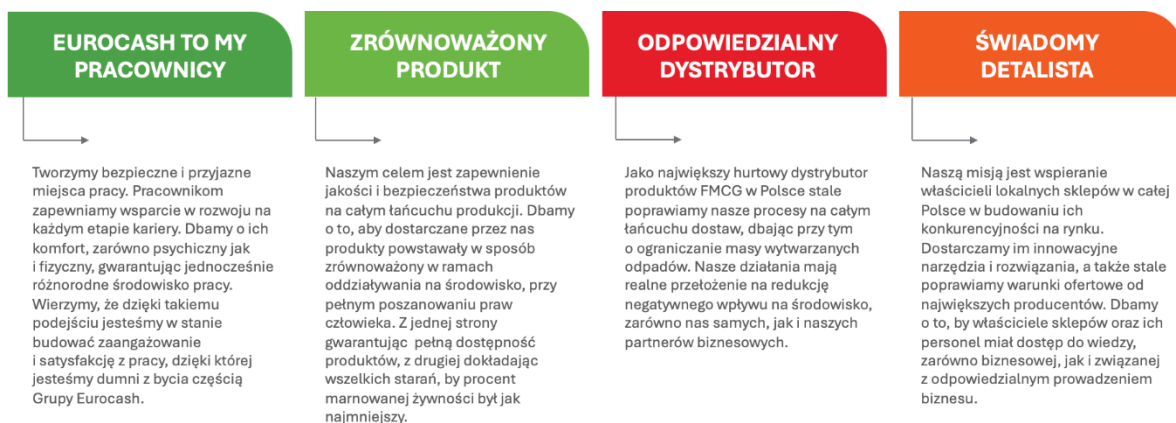 EUROCASH TO MY
PRACOWNICY
Tworzymy bezpieczne i przyjazne
miejsca pracy. Pracownikom
zapewniamy wsparcie w rozwoju na
każdym etapie kariery. Dbamy o ich
komfort, zarówno psychiczny jak
i fizyczny, gwarantując jednocześnie
różnorodne środowisko pracy.
Wierzymy, że dzięki takiemu
podejściu jesteśmy w stanie
budować zaangażowanie
i satysfakcję z pracy, dzięki której
jesteśmy dumni z bycia częścią
Grupy Eurocash.
ZRÓWNOWAŻONY
PRODUKT
Naszym celem jest zapewnienie
jakości i bezpieczeństwa produktów
na całym łańcuchu produkcji. Dbamy
o to, aby dostarczane przez nas
produkty powstawały w sposób
zrównoważony w ramach
oddziaływania na środowisko, przy
pełnym poszanowaniu praw
człowieka. Z jednej strony
gwarantując pełną dostępność
produktów, z drugiej dokładając
wszelkich starań, by procent
marnowanej żywności był jak
najmniejszy.
ODPOWIEDZIALNY
DYSTRYBUTOR
Jako największy hurtowy dystrybutor
produktów FMCG w Polsce stale
poprawiamy nasze procesy na całym
łańcuchu dostaw, dbając przy tym
o ograniczanie masy wytwarzanych
odpadów. Nasze działania mają
realne przełożenie na redukcję
negatywnego wpływu na środowisko,
zarówno nas samych, jak i naszych
partnerów biznesowych.
ŚWIADOMY
DETALISTA
Naszą misją jest wspieranie
właścicieli lokalnych sklepów w całej
Polsce w budowaniu ich
konkurencyjności na rynku.
Dostarczamy im innowacyjne
narzędzia i rozwiązania, a także stale
poprawiamy warunki ofertowe od
największych producentów. Dbamy
o to, by właściciele sklepów oraz ich
personel miał dostęp do wiedzy,
zarówno biznesowej, jak i związanej
z odpowiedzialnym prowadzeniem
biznesu.